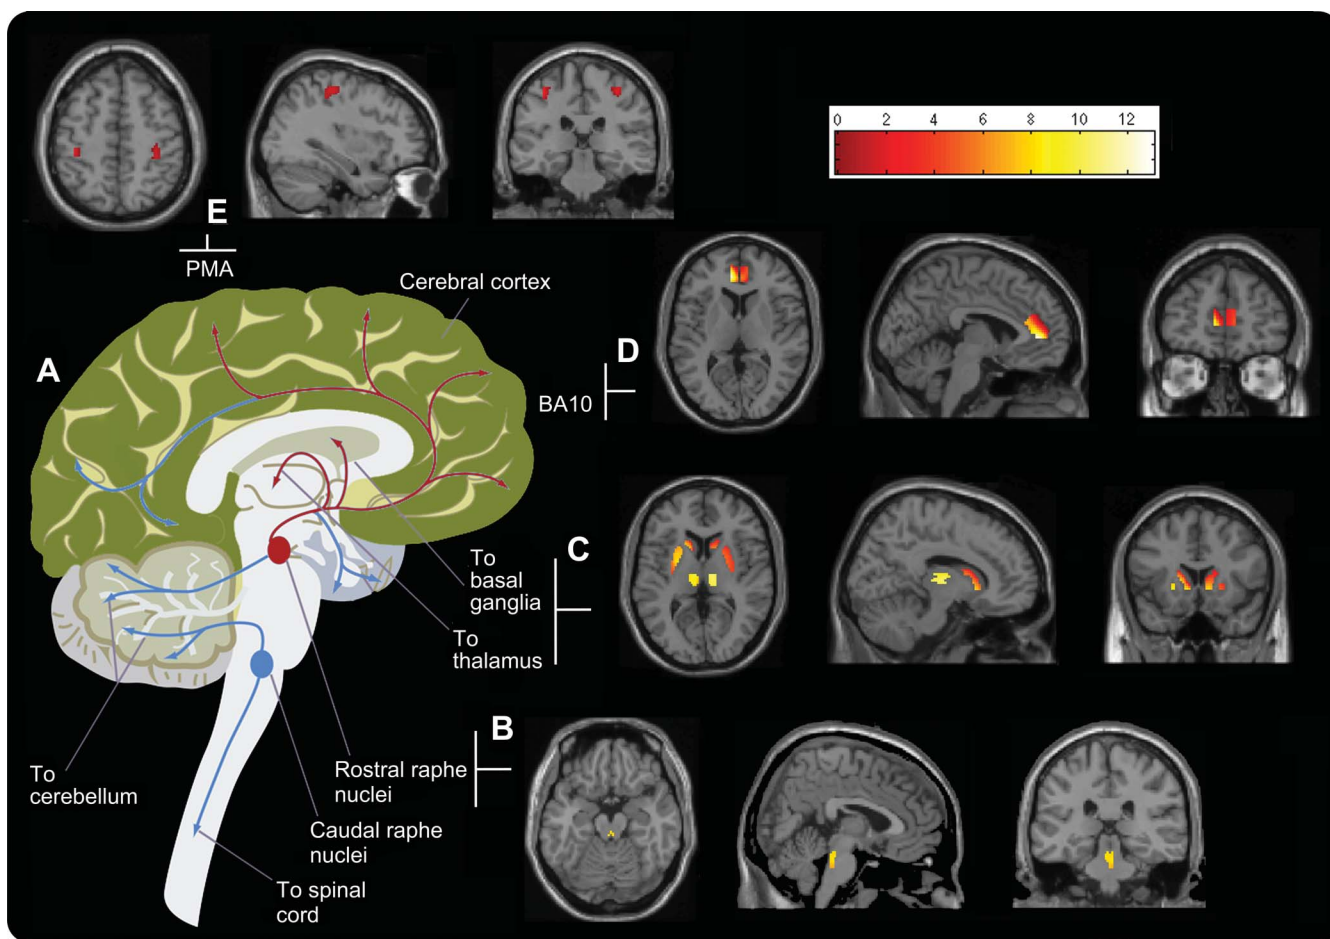 0 2 4 6 8 10 12
E
PMA
Cerebral cortex
A
D
BA10
C
To
basal
ganglia
To
thalamus
B
Rostral raphe
nuclei
To
cerebellum
Caudal raphe
nuclei
To spinal
cord